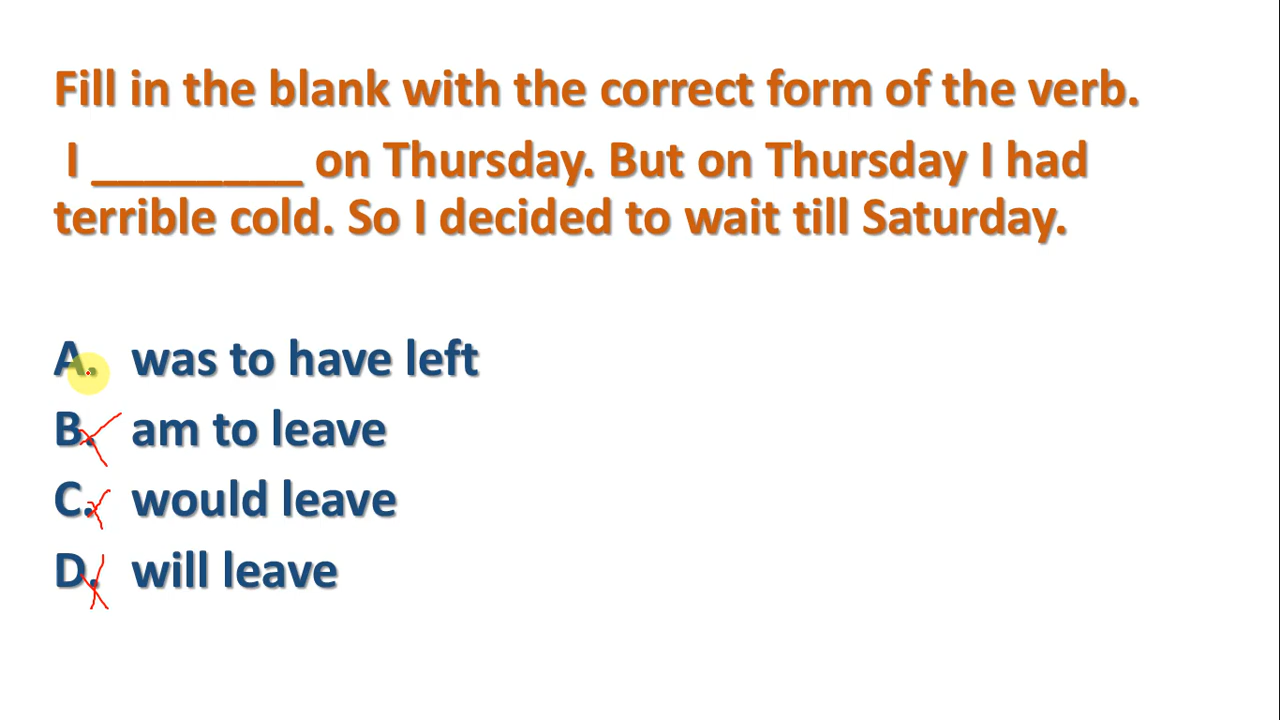 Fill in the blank with the correct form of the verb.
I ________ on Thursday. But on Thursday I had
terrible cold. So I decided to wait till Saturday.
A. was to have left
B. am to leave
C. would leave
D. will leave